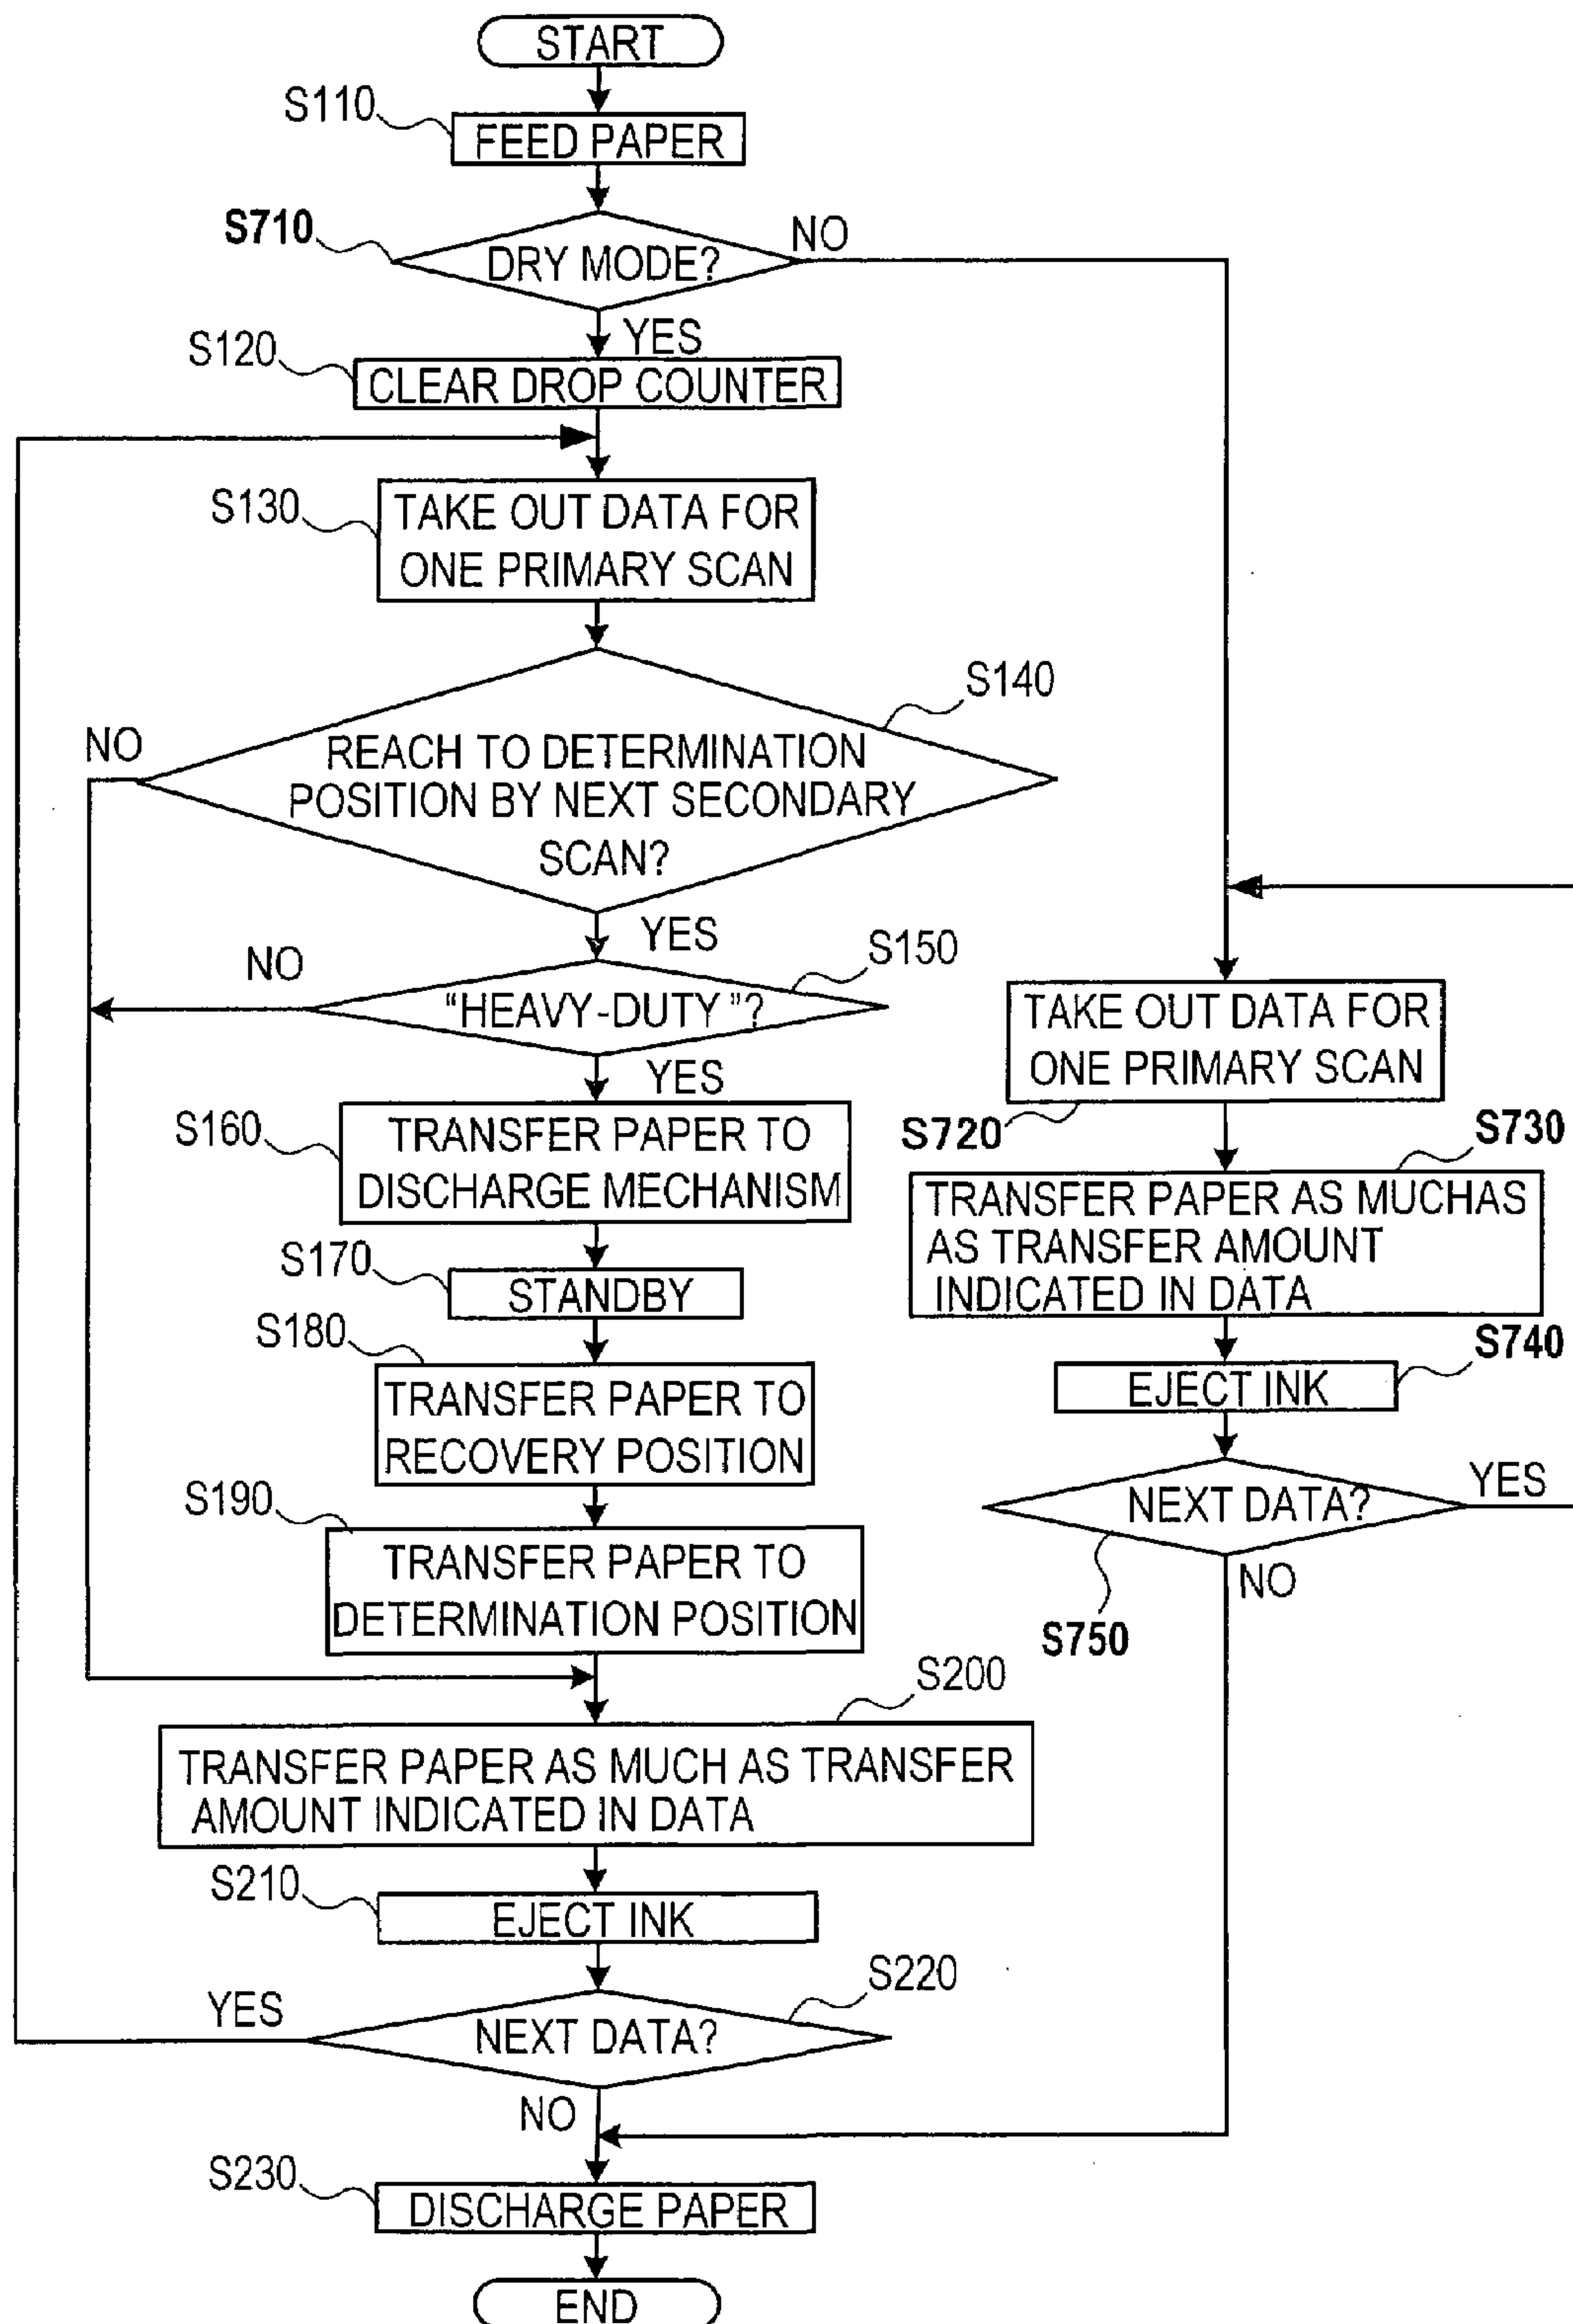 START
S110
FEED PAPER
S710
DRY MODE?
NO
YES
S120
CLEAR DROP COUNTER
S130
TAKE OUT DATA FOR
ONE PRIMARY SCAN
S140
NO
REACH TO DETERMINATION
POSITION BY NEXT SECONDARY
SCAN?
YES
S150
NO
“HEAVY-DUTY”?
YES
S160
TRANSFER PAPER TO
DISCHARGE MECHANISM
S170
STANDBY
S180
TRANSFER PAPER TO
RECOVERY POSITION
S190
TRANSFER PAPER TO
DETERMINATION POSITION
S200
TRANSFER PAPER AS MUCH AS TRANSFER
AMOUNT INDICATED IN DATA
S210
EJECT INK
S220
YES
NEXT DATA?
NO
TAKE OUT DATA FOR
ONE PRIMARY SCAN
S720
S730
TRANSFER PAPER AS MUCHAS
AS TRANSFER AMOUNT
INDICATED IN DATA
S740
EJECT INK
YES
NEXT DATA?
NO
S750
S230
DISCHARGE PAPER
END